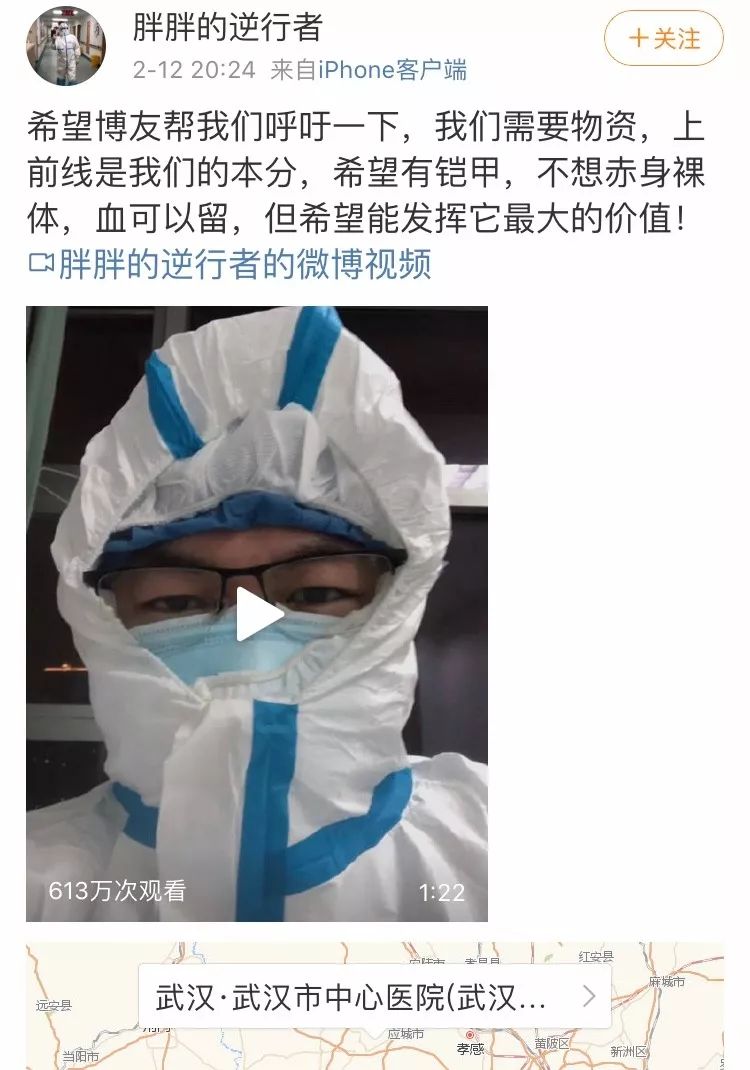 胖胖的逆行者
+关注
2-12 20:24 来自iPhone客户端
希望博友帮我们呼吁一下，我们需要物资，上
前线是我们的本分，希望有铠甲，不想赤身裸
体，血可以留，但希望能发挥它最大的价值！
胖胖的逆行者的微博视频
613万次观看
1:22
红安县
麻城市
远安县
武汉·武汉市中心医院(武汉...
应城市
孝感
黄陂区
新洲区
当阳市